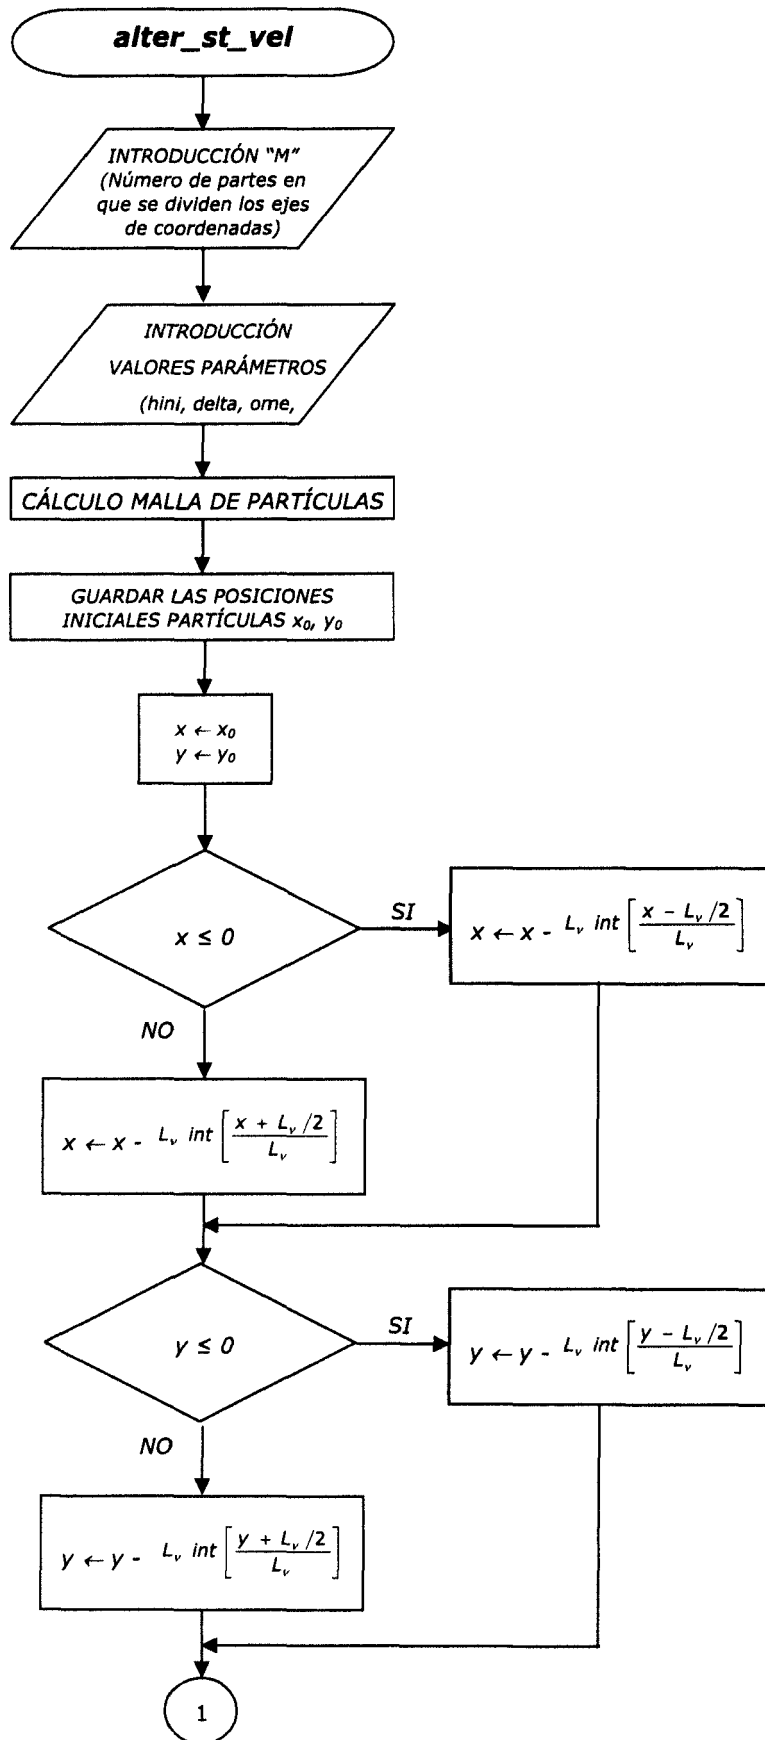 alter_st_vel
INTRODUCCIÓN "M"
(Número de partes en
que se dividen los ejes
de coordenadas)
INTRODUCCIÓN
VALORES PARÁMETROS
(hini, delta, ome,
CÁLCULO MALLA DE PARTÍCULAS
GUARDAR LAS POSICIONES
INICIALES PARTÍCULAS x₀, y₀
x ← x₀
y ← y₀
x ≤ 0
SI
x ← x - Lᵥ int [ (x - Lᵥ /2) / Lᵥ ]
NO
x ← x - Lᵥ int [ (x + Lᵥ /2) / Lᵥ ]
y ≤ 0
SI
y ← y - Lᵥ int [ (y - Lᵥ /2) / Lᵥ ]
NO
y ← y - Lᵥ int [ (y + Lᵥ /2) / Lᵥ ]
1